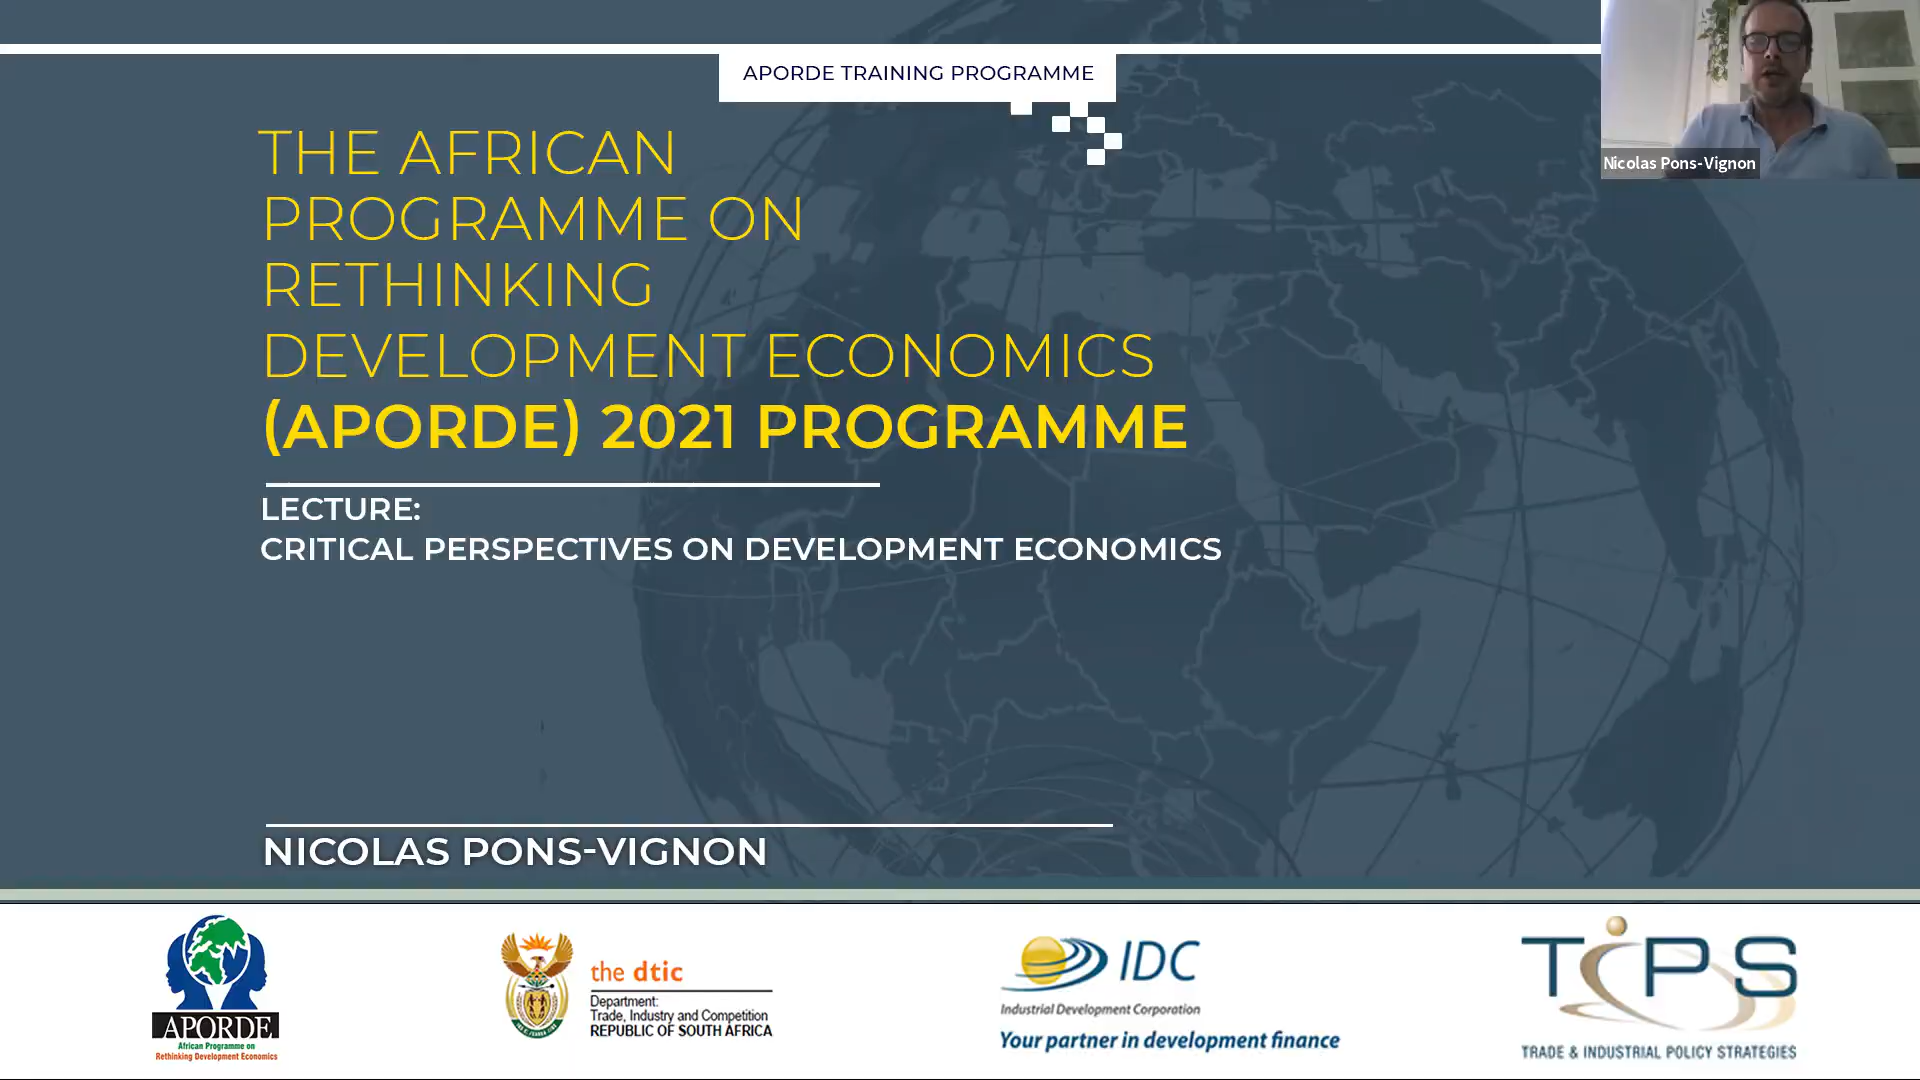 APORDE TRAINING PROGRAMME
Nicolas Pons-Vignon
THE AFRICAN
PROGRAMME ON
RETHINKING
DEVELOPMENT ECONOMICS
(APORDE) 2021 PROGRAMME
LECTURE:
CRITICAL PERSPECTIVES ON DEVELOPMENT ECONOMICS
NICOLAS PONS-VIGNON
APORDE
African Programme on
Rethinking Development Economics
the dtic
Department:
Trade, Industry and Competition
REPUBLIC OF SOUTH AFRICA
IDC
Industrial Development Corporation
Your partner in development finance
TIPS
TRADE & INDUSTRIAL POLICY STRATEGIES